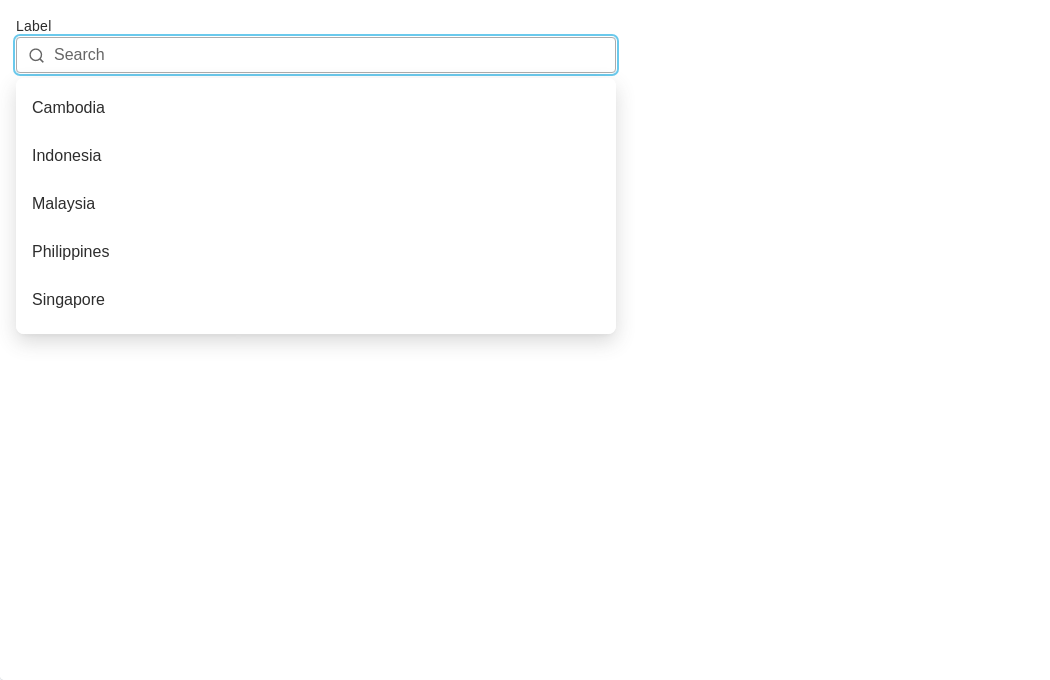 Label
Search
Cambodia
Indonesia
Malaysia
Philippines
Singapore